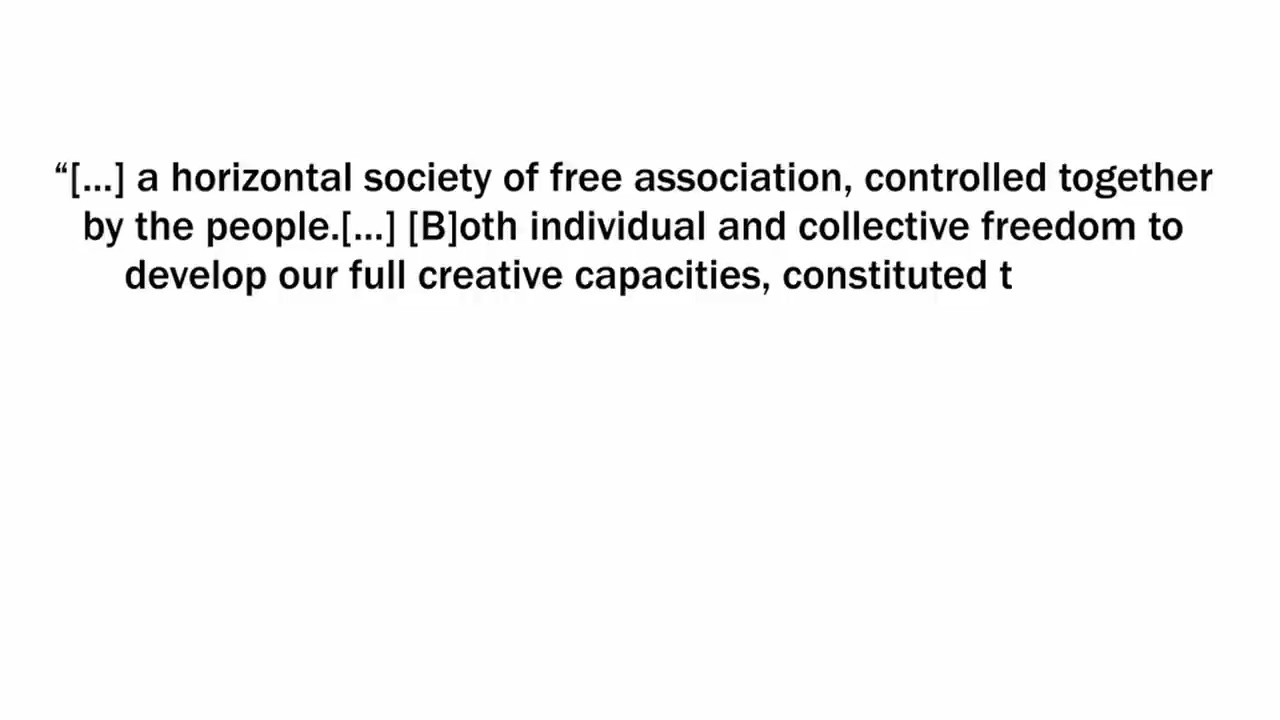 “[...] a horizontal society of free association, controlled together
by the people.[...] [B]oth individual and collective freedom to
develop our full creative capacities, constituted t